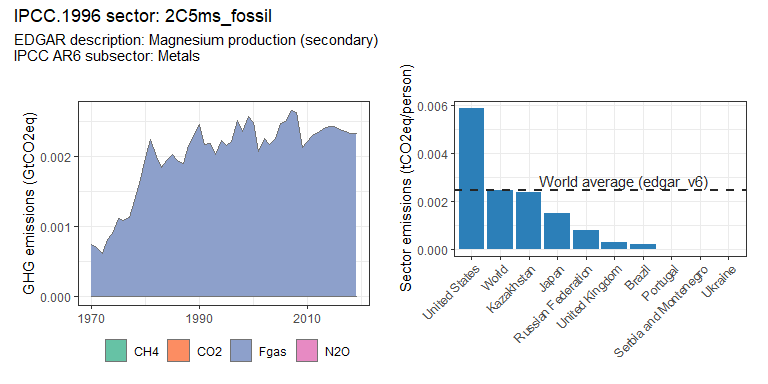 IPCC.1996 sector: 2C5ms_fossil
EDGAR description: Magnesium production (secondary)
IPCC AR6 subsector: Metals
GHG emissions (GtCO2eq)
0.002
0.001
0.000
1970
1990
2010
CH4
CO2
Fgas
N2O
Sector emissions (tCO2eq/person)
0.006
0.004
0.002
0.000
World average (edgar_v6)
United States
World
Kazakhstan
Japan
Russian Federation
United Kingdom
Brazil
Portugal
Serbia and Montenegro
Ukraine